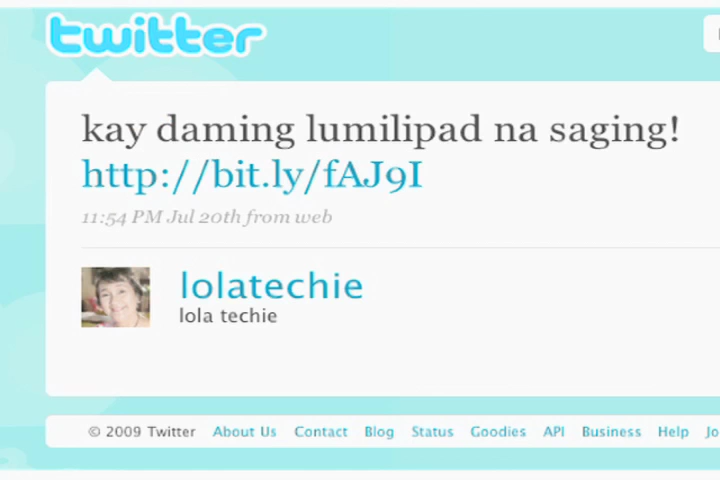 twitter
kay daming lumilipad na saging!
http://bit.ly/fAJ9I
11:54 PM Jul 20th from web
lolatechie
lola techie
© 2009 Twitter About Us Contact Blog Status Goodies API Business Help Jo